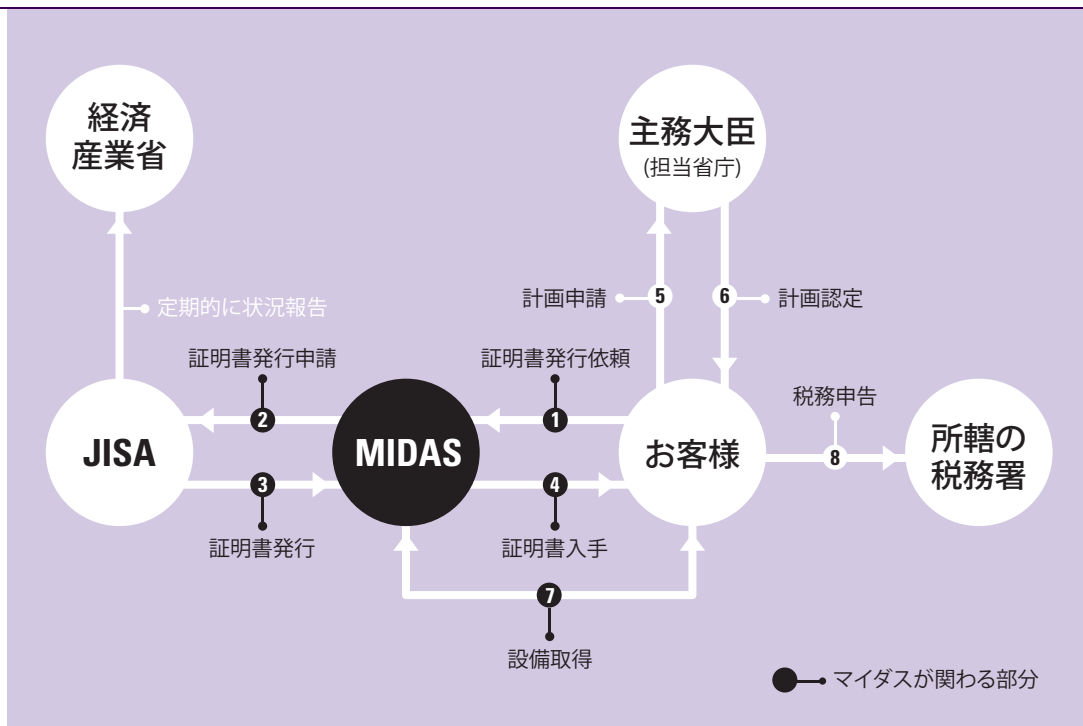 経済
産業省
主務大臣
(担当省庁)
定期的に状況報告
計画申請
5
6
計画認定
証明書発行申請
証明書発行依頼
税務申告
2
1
JISA
MIDAS
お客様
所轄の
税務署
8
3
4
証明書発行
証明書入手
7
設備取得
マイダスが関わる部分